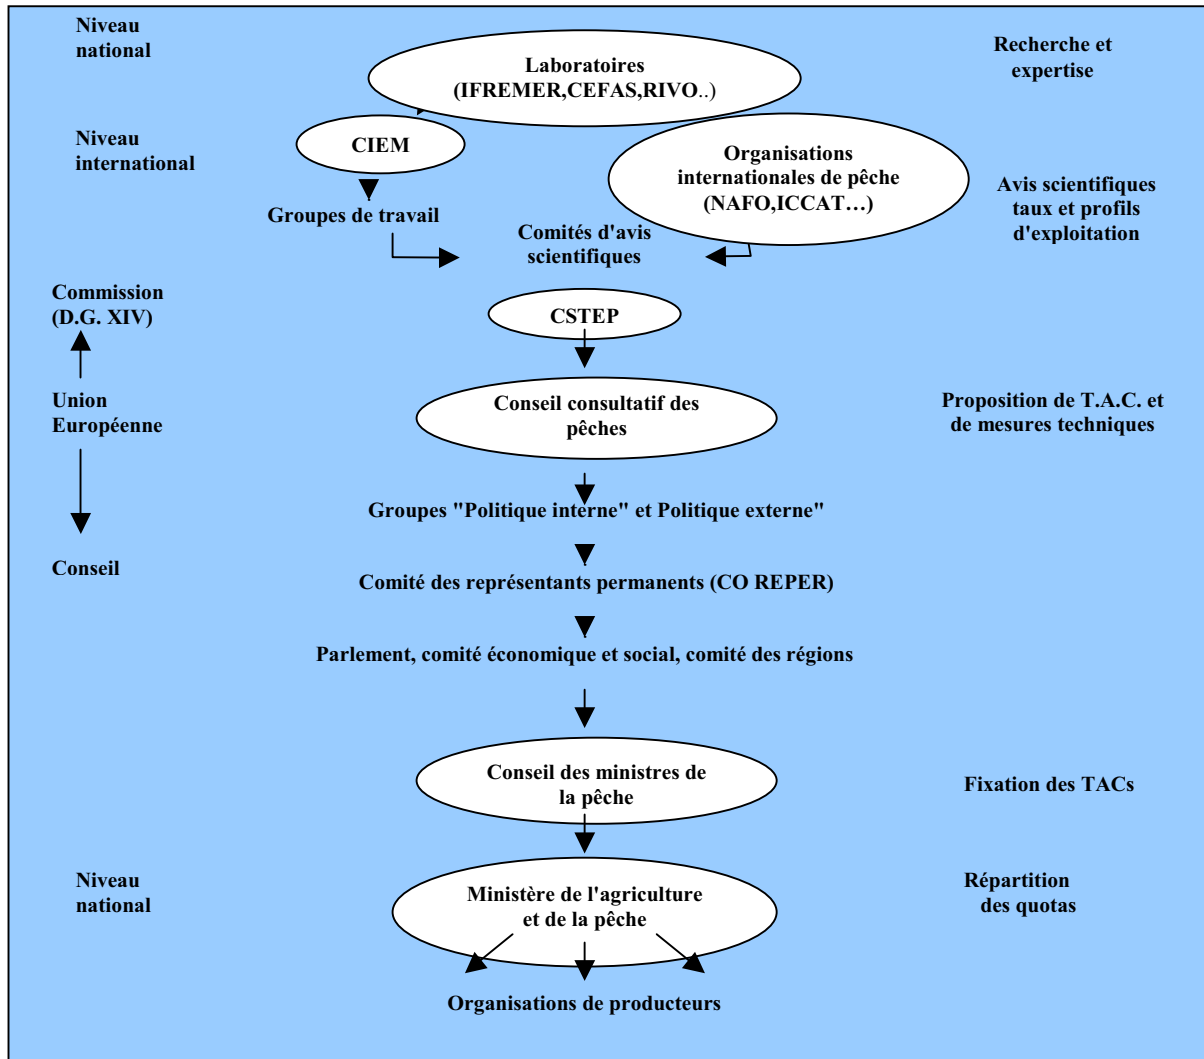 Niveau
national
Laboratoires
(IFREMER,CEFAS,RIVO..)
Recherche et
expertise
Niveau
international
CIEM
Organisations
internationales de pêche
(NAFO,ICCAT…)
Avis scientifiques
taux et profils
d'exploitation
Groupes de travail
Comités d'avis
scientifiques
Commission
(D.G. XIV)
CSTEP
Union
Européenne
Conseil consultatif des
pêches
Proposition de T.A.C. et
de mesures techniques
Groupes "Politique interne" et Politique externe"
Conseil
Comité des représentants permanents (CO REPER)
Parlement, comité économique et social, comité des régions
Conseil des ministres de
la pêche
Fixation des TACs
Niveau
national
Ministère de l'agriculture
et de la pêche
Répartition
des quotas
Organisations de producteurs